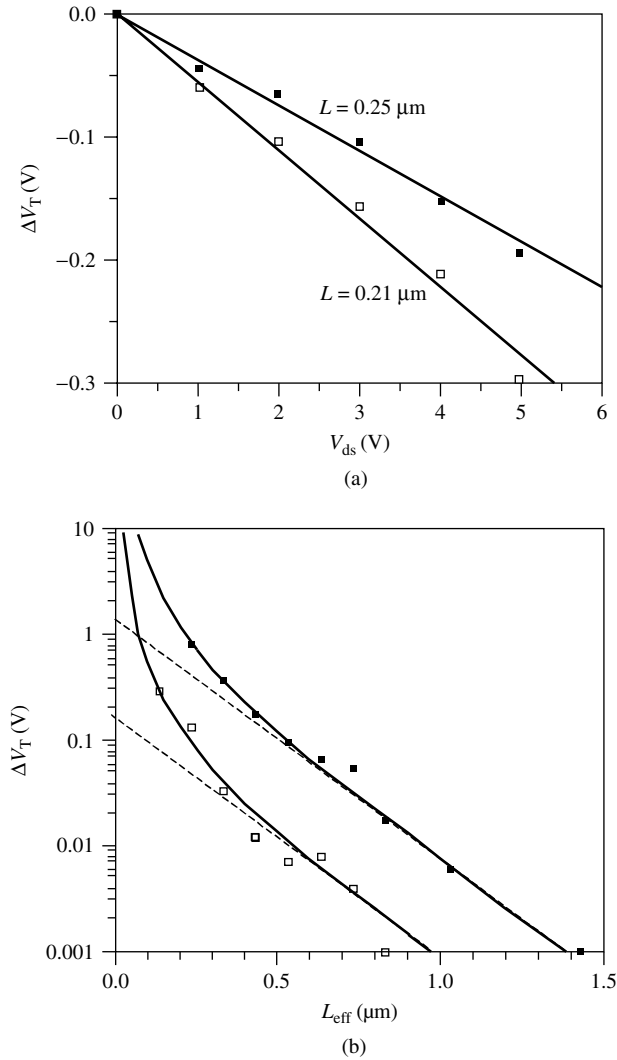 0.0
−0.1
−0.2
−0.3
ΔV_T (V)
L = 0.25 μm
L = 0.21 μm
0 1 2 3 4 5 6
V_ds (V)
(a)
10
1
0.1
0.01
0.001
ΔV_T (V)
0.0 0.5 1.0 1.5
L_eff (μm)
(b)